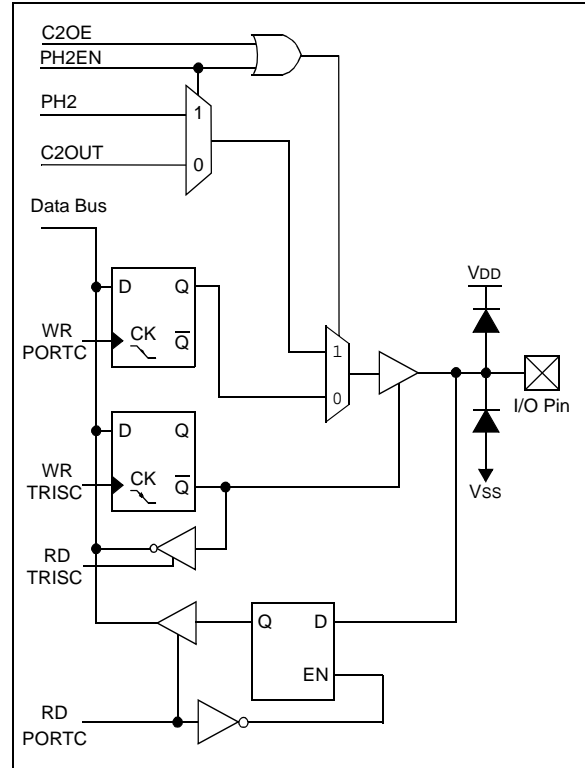 C2OE
PH2EN
PH2
1
C2OUT
0
Data Bus
VDD
D Q
WR
PORTC
CK
Q
1
0
I/O Pin
D Q
WR
TRISC
CK
Q
VSS
RD
TRISC
Q D
EN
RD
PORTC